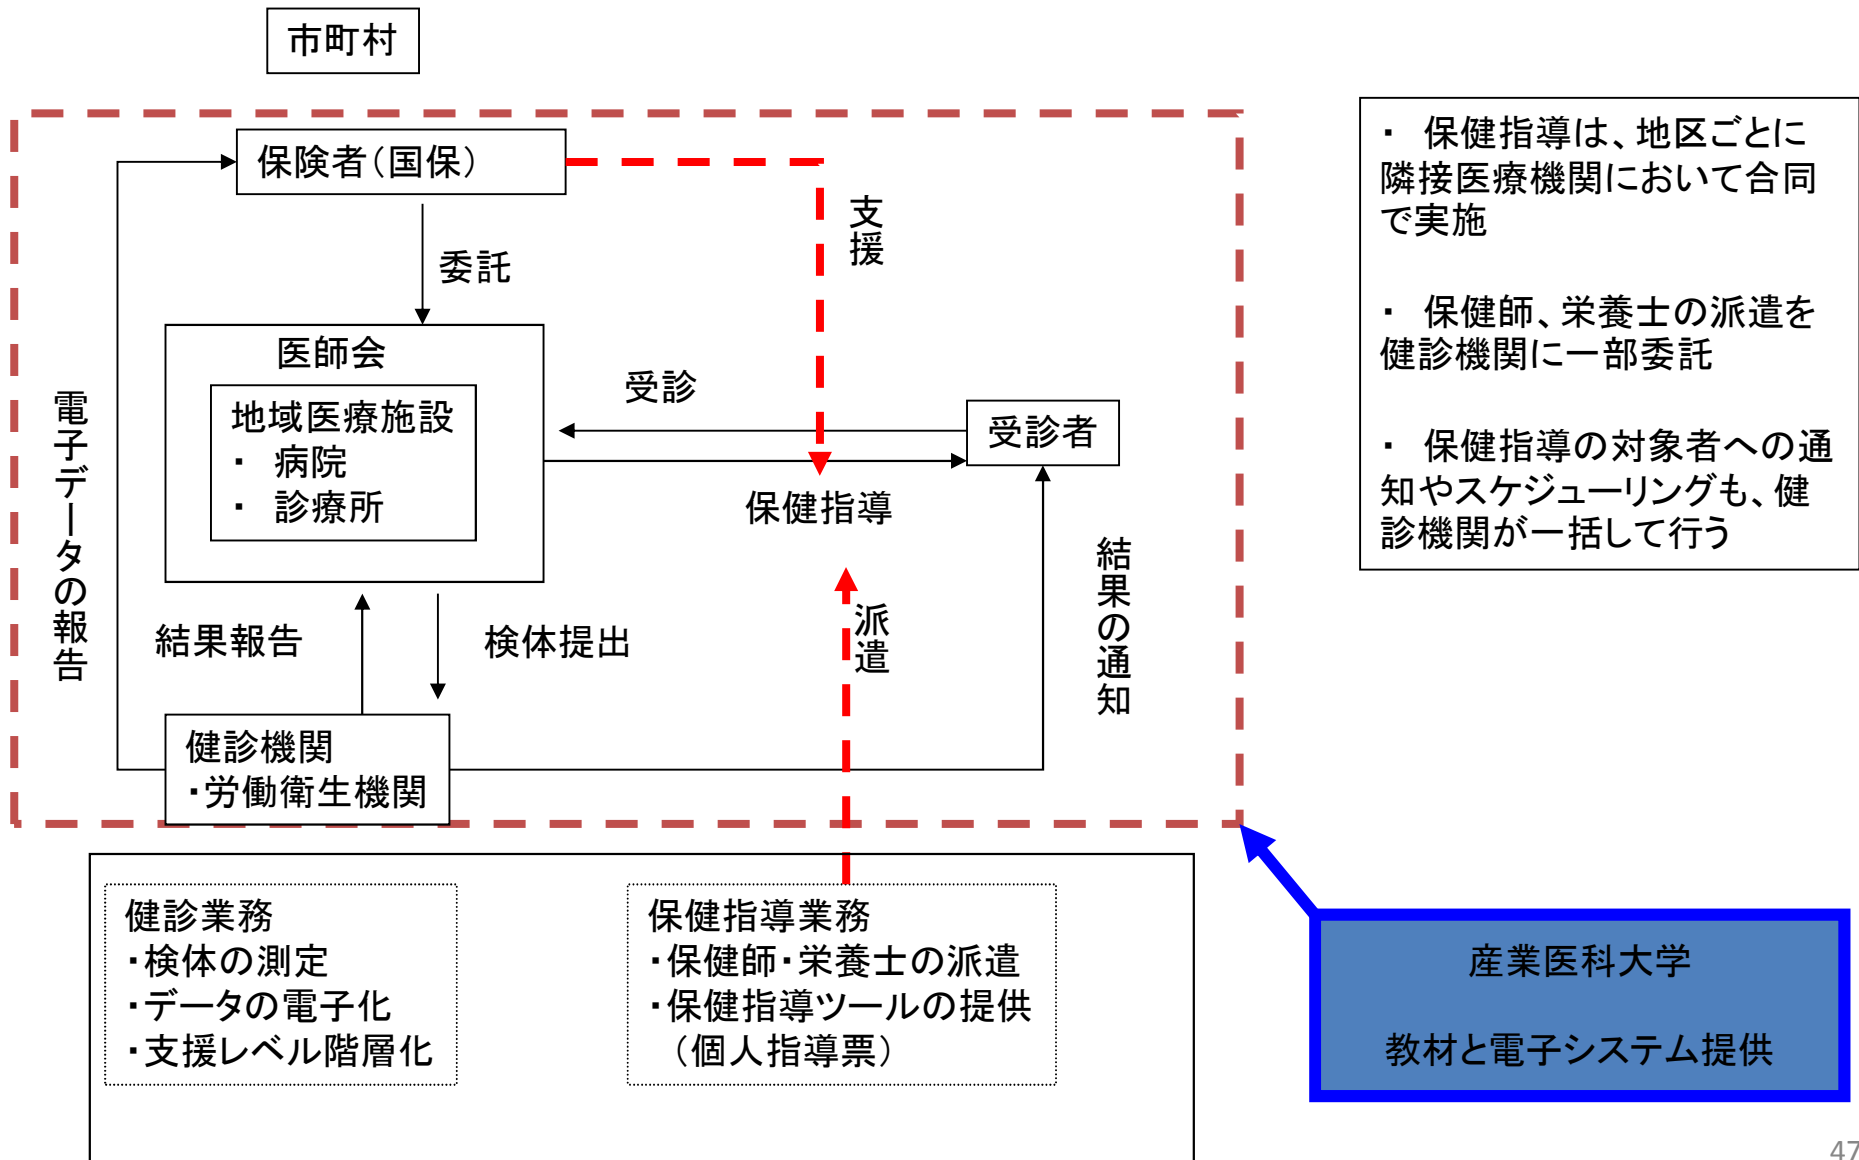 市町村
保険者（国保）
支援
委託
医師会
地域医療施設
・ 病院
・ 診療所
受診
受診者
保健指導
電子データの報告
結果の通知
派遣
結果報告
検体提出
健診機関
・労働衛生機関
・ 保健指導は、地区ごとに
隣接医療機関において合同
で実施
・ 保健師、栄養士の派遣を
健診機関に一部委託
・ 保健指導の対象者への通
知やスケジューリングも、健
診機関が一括して行う
健診業務
・検体の測定
・データの電子化
・支援レベル階層化
保健指導業務
・保健師・栄養士の派遣
・保健指導ツールの提供
（個人指導票）
産業医科大学
教材と電子システム提供
47